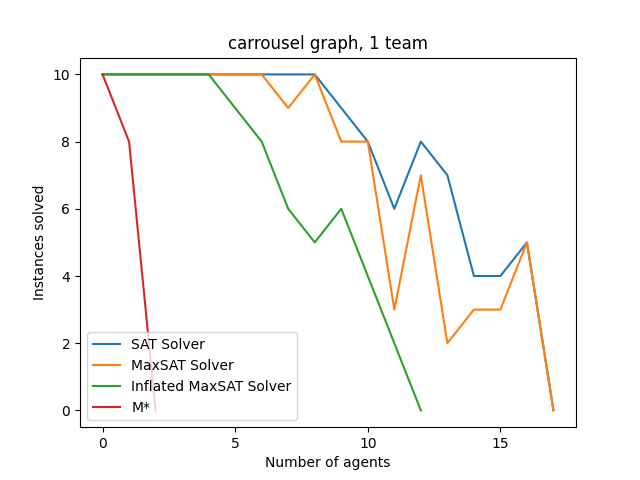 carrousel graph, 1 team
Instances solved
10
8
6
4
2
0
SAT Solver
MaxSAT Solver
Inflated MaxSAT Solver
M*
0 5 10 15
Number of agents